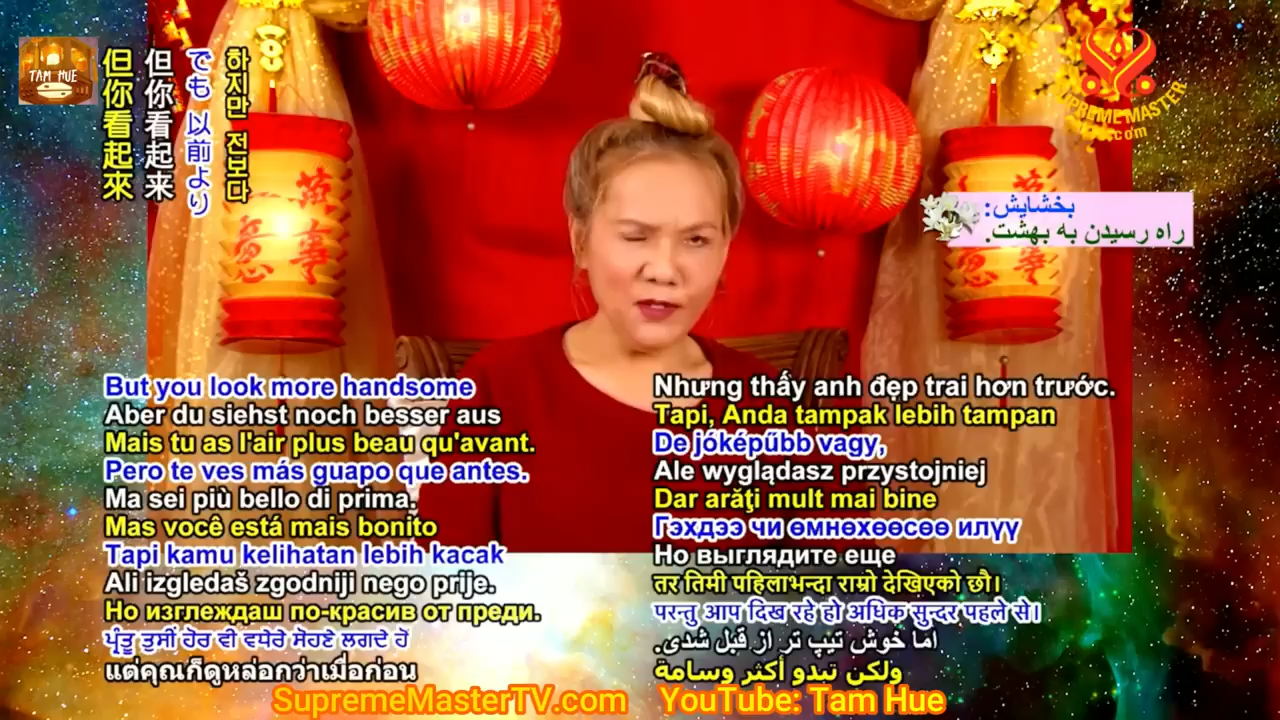 TAM HUE
但你看起來
但你看起来
でも 以前より
하지만 전보다
SUPREME MASTER
بخشایش:
راه رسیدن به بهشت.
But you look more handsome
Aber du siehst noch besser aus
Mais tu as l'air plus beau qu'avant.
Pero te ves más guapo que antes.
Ma sei più bello di prima.
Mas você está mais bonito
Tapi kamu kelihatan lebih kacak
Ali izgledaš zgodniji nego prije.
Но изглеждаш по-красив от преди.
ਪ੍ਰੰਤੂ ਤੁਸੀਂ ਹੋਰ ਵੀ ਵਧੇਰੇ ਸੋਹਣੇ ਲਗਦੇ ਹੋ
แต่คุณก็ดูหล่อกว่าเมื่อก่อน
Nhưng thấy anh đẹp trai hơn trước.
Tapi, Anda tampak lebih tampan
De jóképűbb vagy,
Ale wyglądasz przystojniej
Dar arăţi mult mai bine
Гэхдээ чи өмнөхөөсөө илүү
Но выглядите еще
तर तिमी पहिलाभन्दा राम्रो देखिएको छौ।
परन्तु आप दिख रहे हो अधिक सुन्दर पहले से।
اما خوش تیپ تر از قبل شدی.
ولكن تبدو أكثر وسامة
SupremeMasterTV.com YouTube: Tam Hue